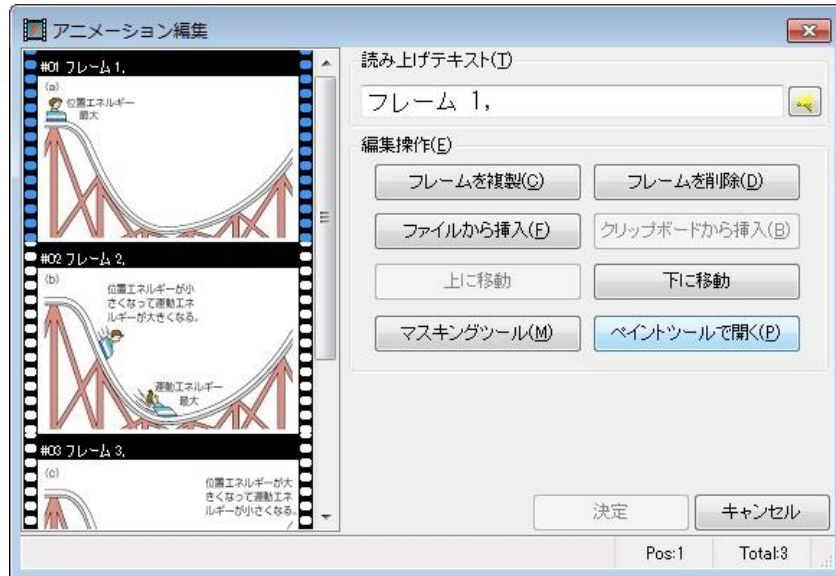 アニメーション編集
#01 フレーム 1,
(a)
位置エネルギー
最大
#02 フレーム 2,
(b)
位置エネルギーが小
さくなって運動エネ
ルギーが大きくなる。
運動エネルギー
最大
#03 フレーム 3,
(c)
位置エネルギーが大
きくなって運動エネ
ルギーが小さくなる。
読み上げテキスト(T)
フレーム 1,
編集操作(E)
フレームを複製(C)
フレームを削除(D)
ファイルから挿入(F)
クリップボードから挿入(B)
上に移動
下に移動
マスキングツール(M)
ペイントツールで開く(P)
決定
キャンセル
Pos:1
Total:3